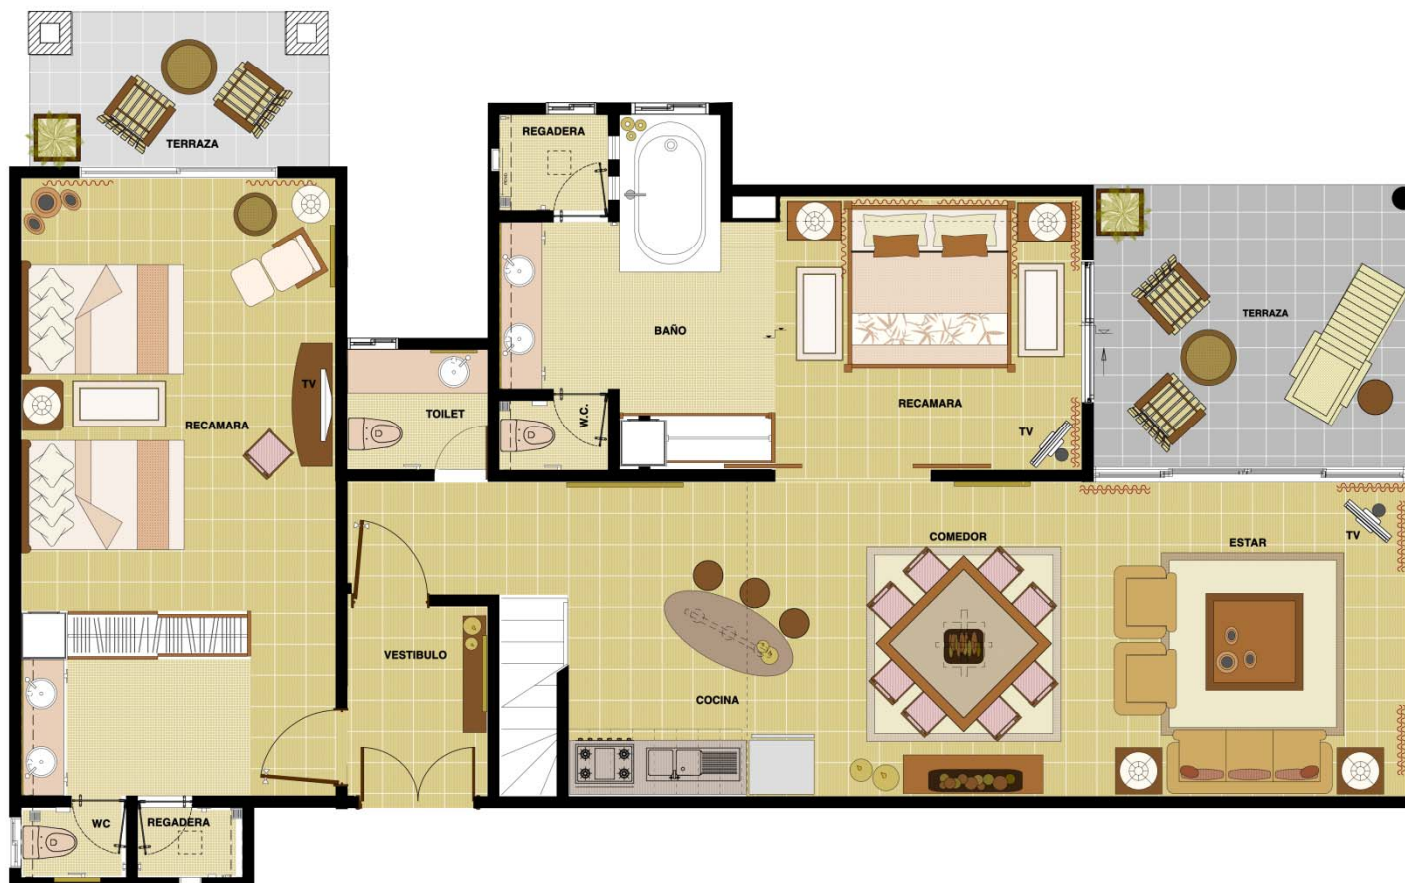 REGADERA
TERRAZA
TERRAZA
BAÑO
TV
RECAMARA
TOILET
W.C.
RECAMARA
TV
COMEDOR
TV
ESTAR
VESTIBULO
COCINA
WC
REGADERA